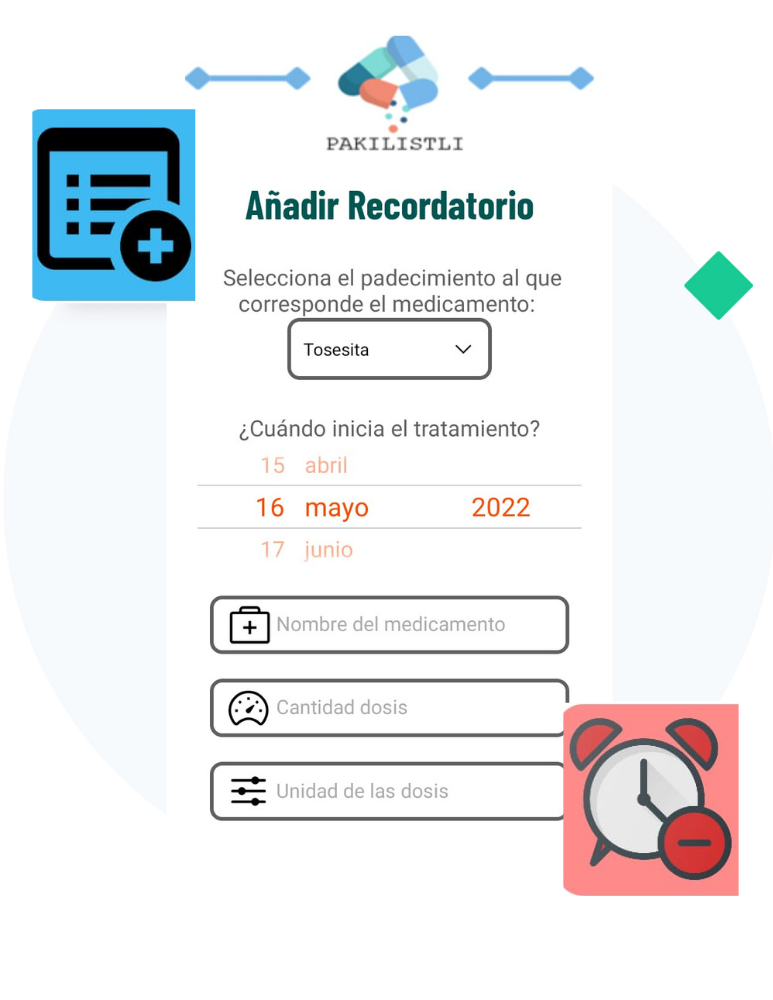 PAKILISTLI
Añadir Recordatorio
Selecciona el padecimiento al que
corresponde el medicamento:
Tosesita
¿Cuándo inicia el tratamiento?
15 abril
16 mayo 2022
17 junio
Nombre del medicamento
Cantidad dosis
Unidad de las dosis